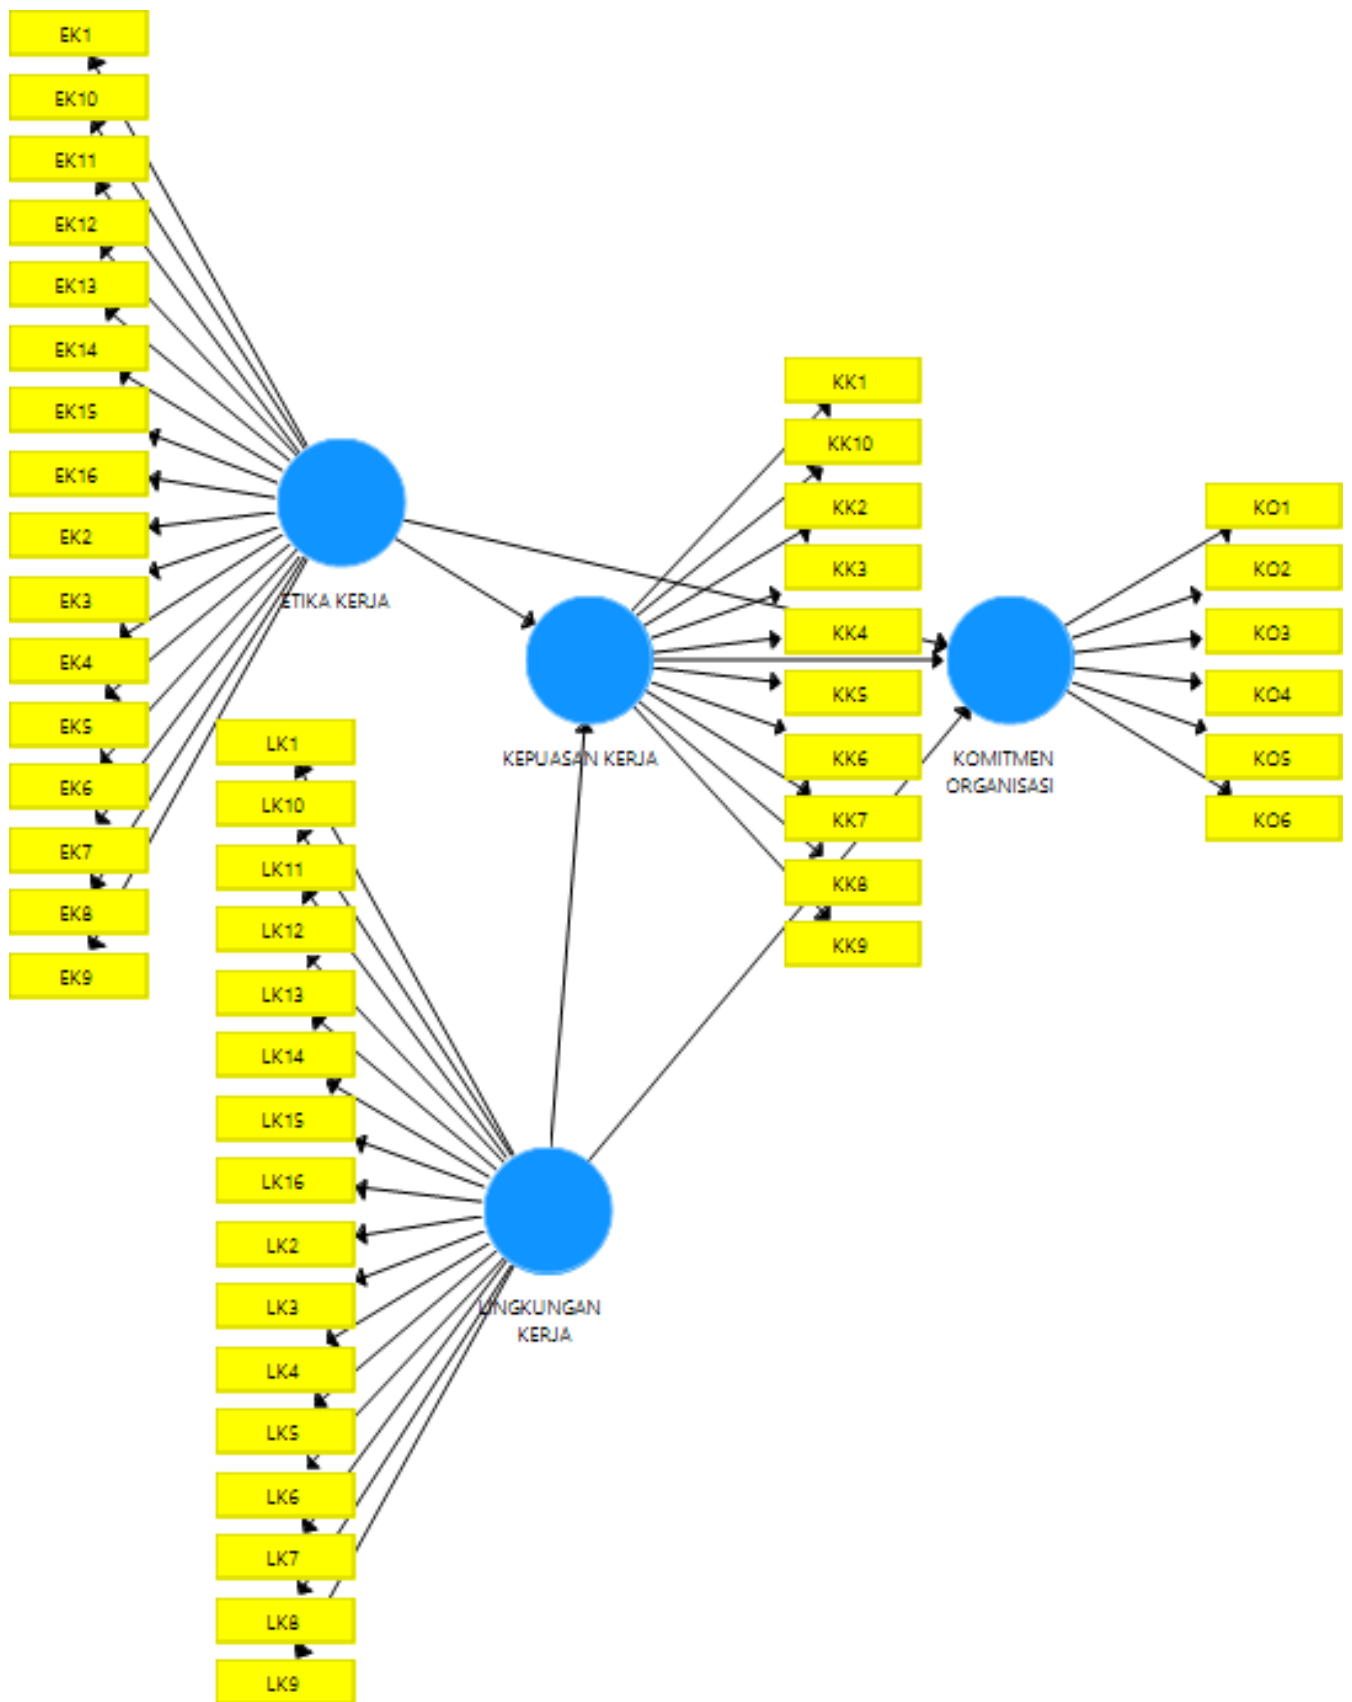 EK1
EK10
EK11
EK12
EK13
EK14
EK15
EK16
EK2
EK3
EK4
EK5
EK6
EK7
EK8
EK9
ETIKA KERJA
LK1
LK10
LK11
LK12
LK13
LK14
LK15
LK16
LK2
LK3
LK4
LK5
LK6
LK7
LK8
LK9
LINGKUNGAN
KERJA
KEPUASAN KERJA
KK1
KK10
KK2
KK3
KK4
KK5
KK6
KK7
KK8
KK9
KOMITMEN
ORGANISASI
KO1
KO2
KO3
KO4
KO5
KO6